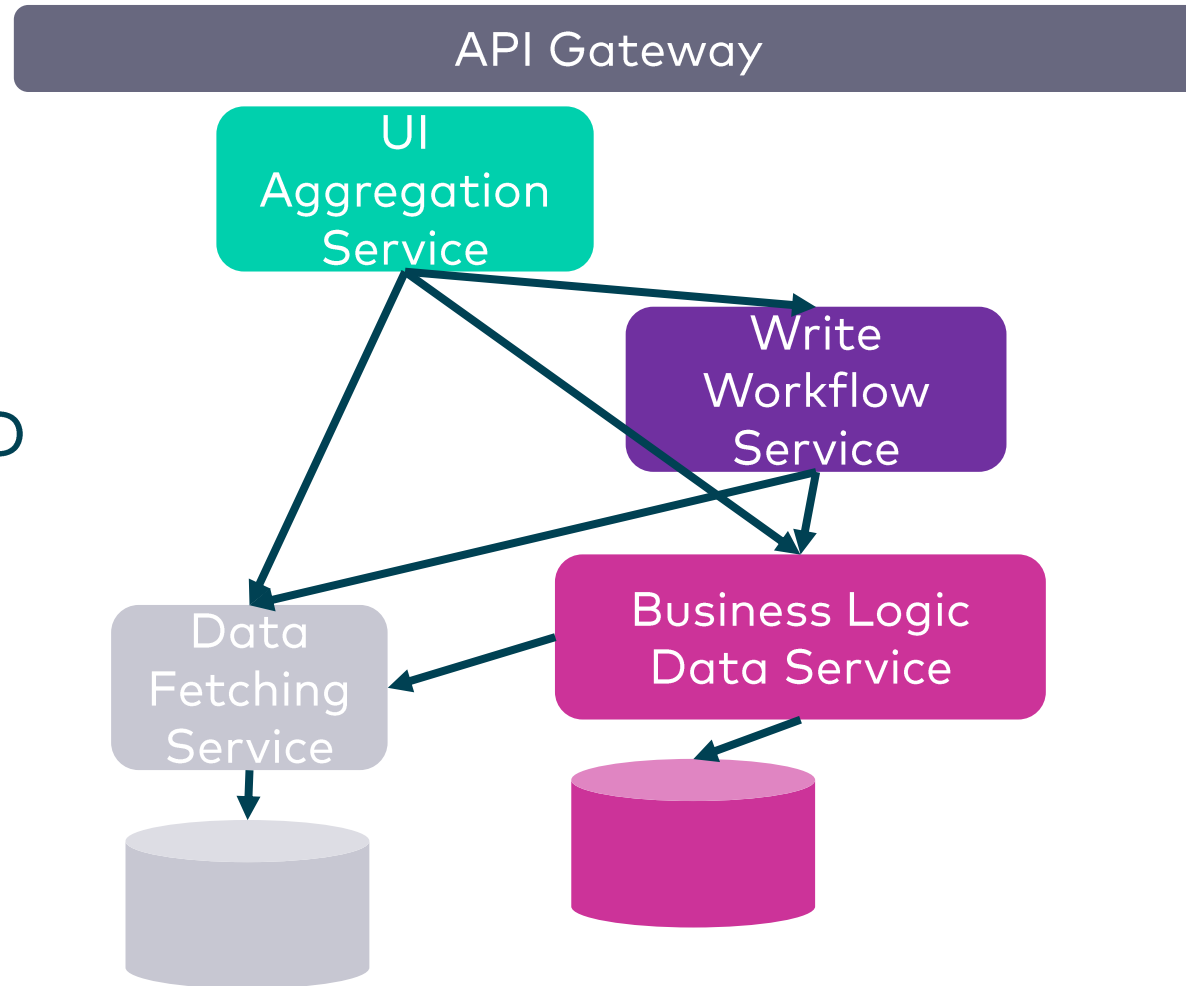 API Gateway
UI
Aggregation
Service
Write
Workflow
Service
Business Logic
Data Service
Data
Fetching
Service